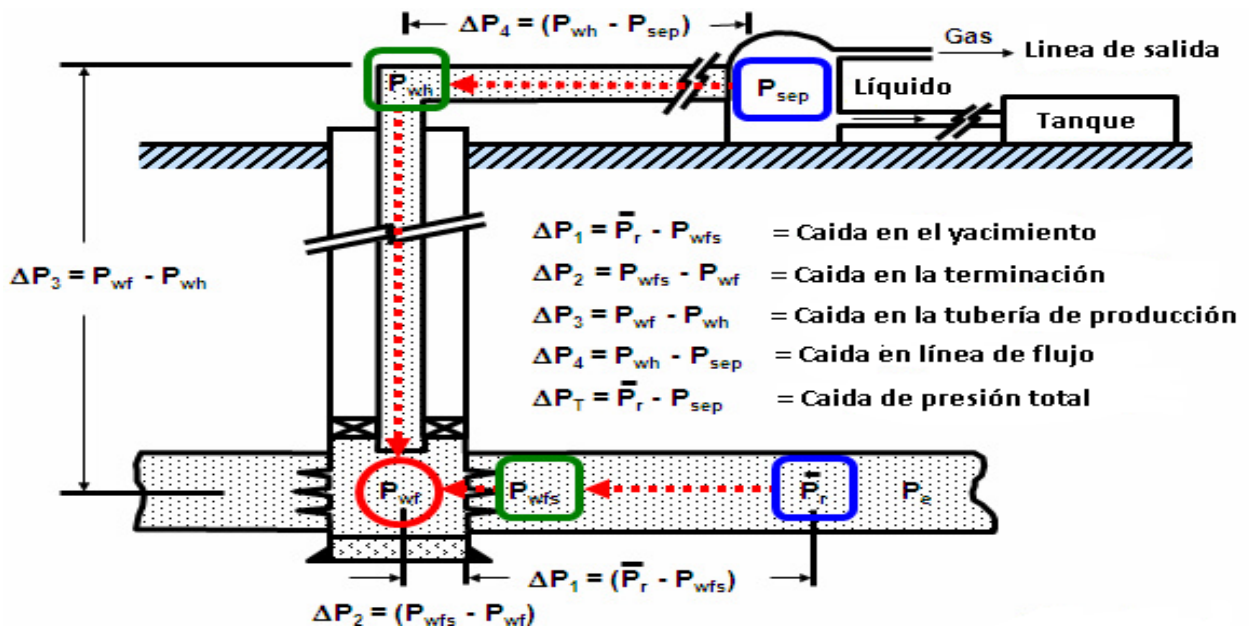 ΔP4 = (Pwh - Psep)
Gas
Linea de salida
Pwh
Psep
Líquido
Tanque
ΔP1 = P̅r - Pwfs = Caida en el yacimiento
ΔP2 = Pwfs - Pwf = Caida en la terminación
ΔP3 = Pwf - Pwh
ΔP3 = Pwf - Pwh = Caida en la tubería de producción
ΔP4 = Pwh - Psep = Caida en línea de flujo
ΔPT = P̅r - Psep = Caida de presión total
Pwf
Pwfs
P̅r
Pe
ΔP1 = (P̅r - Pwfs)
ΔP2 = (Pwfs - Pwf)